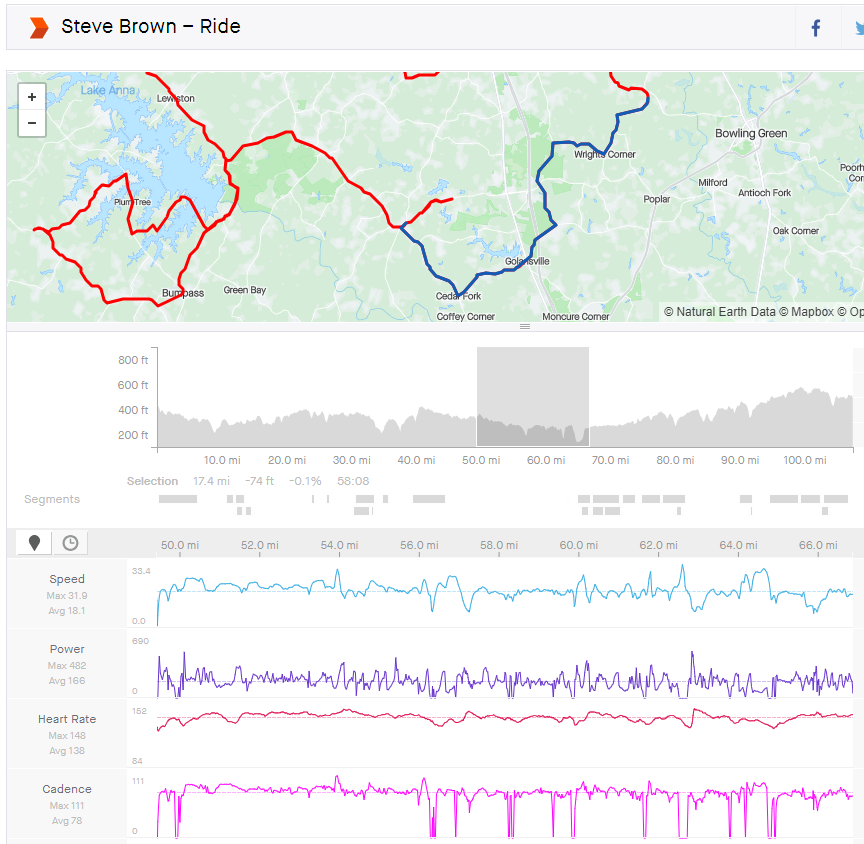 Steve Brown – Ride
+
−
Lake Anna
Lewiston
Bowling Green
Wrights Corner
Milford
Poplar
Antioch Fork
Plum Tree
Oak Corner
Golansville
Bumpass
Green Bay
Cedar Fork
Coffey Corner
Moncure Corner
© Natural Earth Data © Mapbox © Op
800 ft
600 ft
400 ft
200 ft
10.0 mi 20.0 mi 30.0 mi 40.0 mi 50.0 mi 60.0 mi 70.0 mi 80.0 mi 90.0 mi 100.0 mi
Selection 17.4 mi -74 ft -0.1% 58:08
Segments
50.0 mi 52.0 mi 54.0 mi 56.0 mi 58.0 mi 60.0 mi 62.0 mi 64.0 mi 66.0 mi
Speed
Max 31.9
Avg 18.1
33.4
0.0
Power
Max 482
Avg 166
690
0
Heart Rate
Max 148
Avg 138
152
84
Cadence
Max 111
Avg 78
111
0